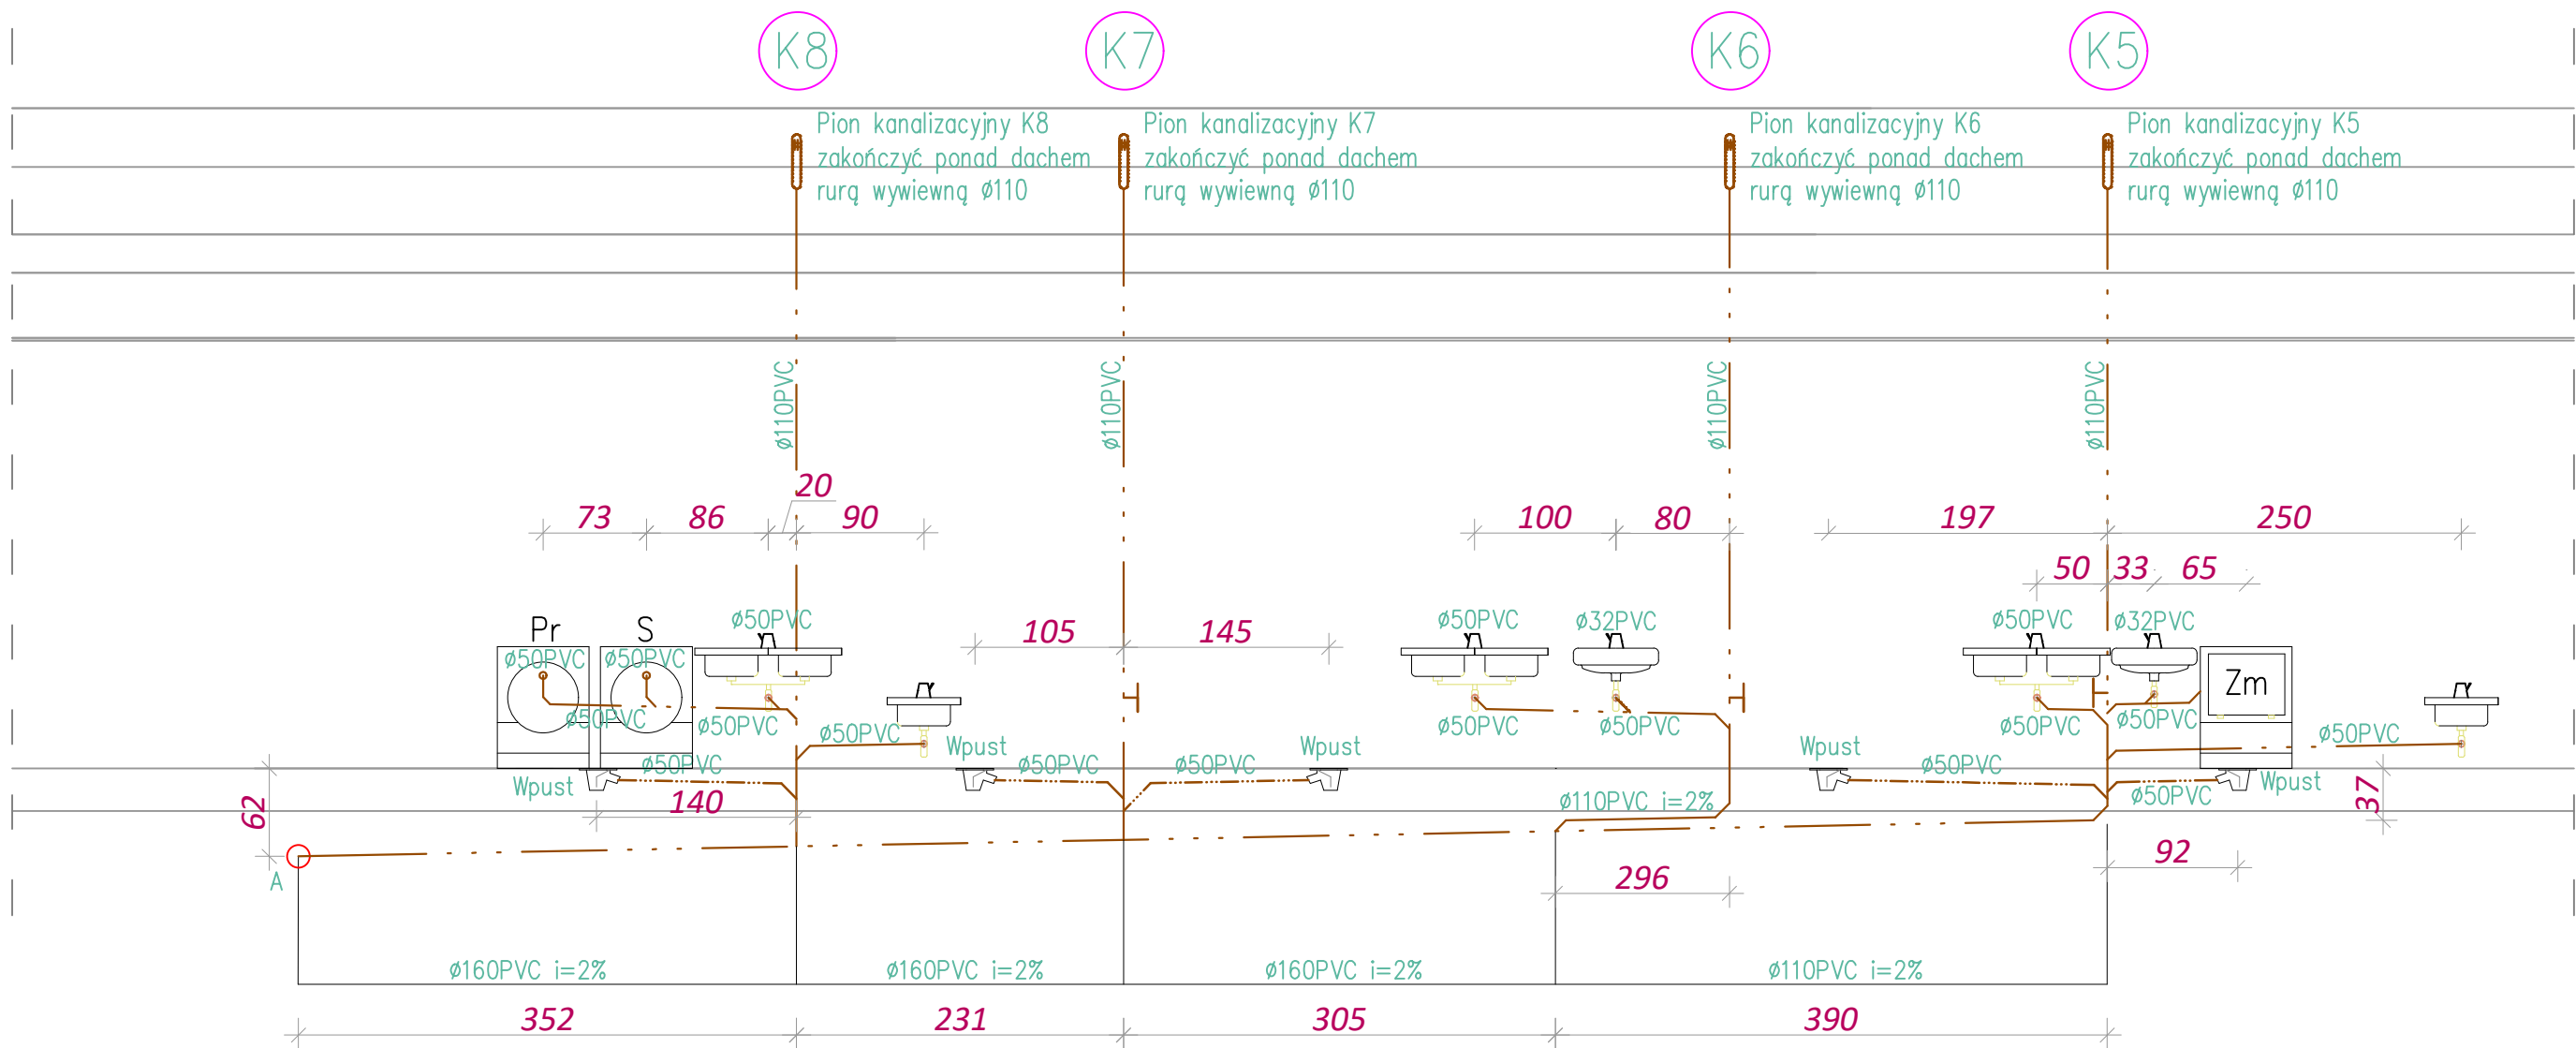 K8
K7
K6
K5
Pion kanalizacyjny K8
zakończyć ponad dachem
rurą wywiewną Ø110
Pion kanalizacyjny K7
zakończyć ponad dachem
rurą wywiewną Ø110
Pion kanalizacyjny K6
zakończyć ponad dachem
rurą wywiewną Ø110
Pion kanalizacyjny K5
zakończyć ponad dachem
rurą wywiewną Ø110
ø110PVC
ø110PVC
ø110PVC
ø110PVC
20
73
86
90
100
80
197
250
50
33
65
Pr
S
ø50PVC
105
145
ø50PVC
ø32PVC
ø50PVC
ø32PVC
ø50PVC
ø50PVC
Zm
ø50PVC
ø50PVC
ø50PVC
ø50PVC
ø50PVC
ø50PVC
ø50PVC
ø50PVC
Wpust
Wpust
Wpust
ø50PVC
ø50PVC
ø50PVC
ø50PVC
Wpust
Wpust
ø50PVC
62
140
ø110PVC i=2%
37
A
296
92
ø160PVC i=2%
ø160PVC i=2%
ø160PVC i=2%
ø110PVC i=2%
352
231
305
390